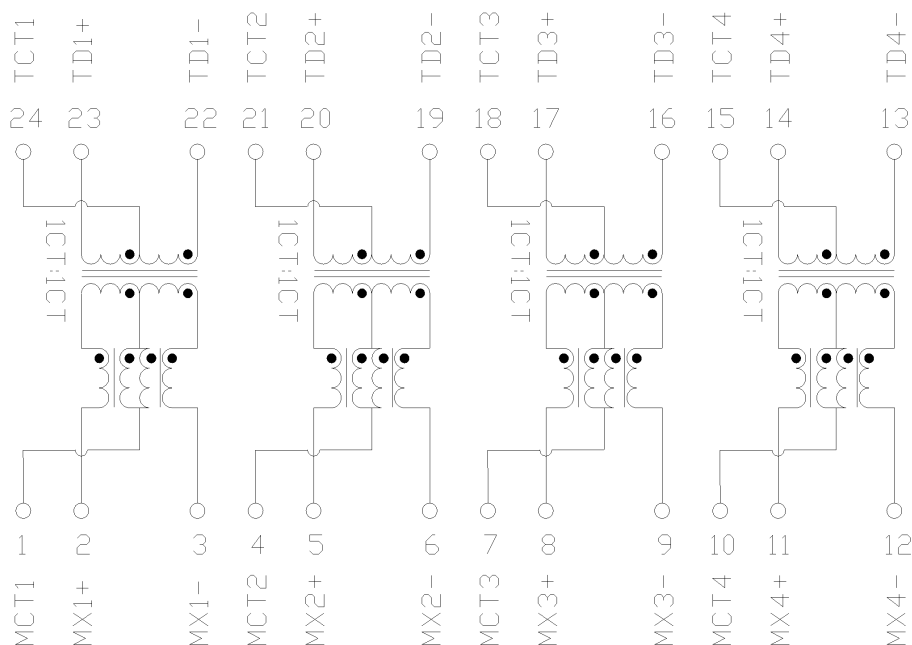 TCT1 TD1+ TD1- TCT2 TD2+ TD2- TCT3 TD3+ TD3- TCT4 TD4+ TD4-
24 23 22 21 20 19 18 17 16 15 14 13
1CT:1CT 1CT:1CT 1CT:1CT 1CT:1CT
1 2 3 4 5 6 7 8 9 10 11 12
MCT1 MX1+ MX1- MCT2 MX2+ MX2- MCT3 MX3+ MX3- MCT4 MX4+ MX4-